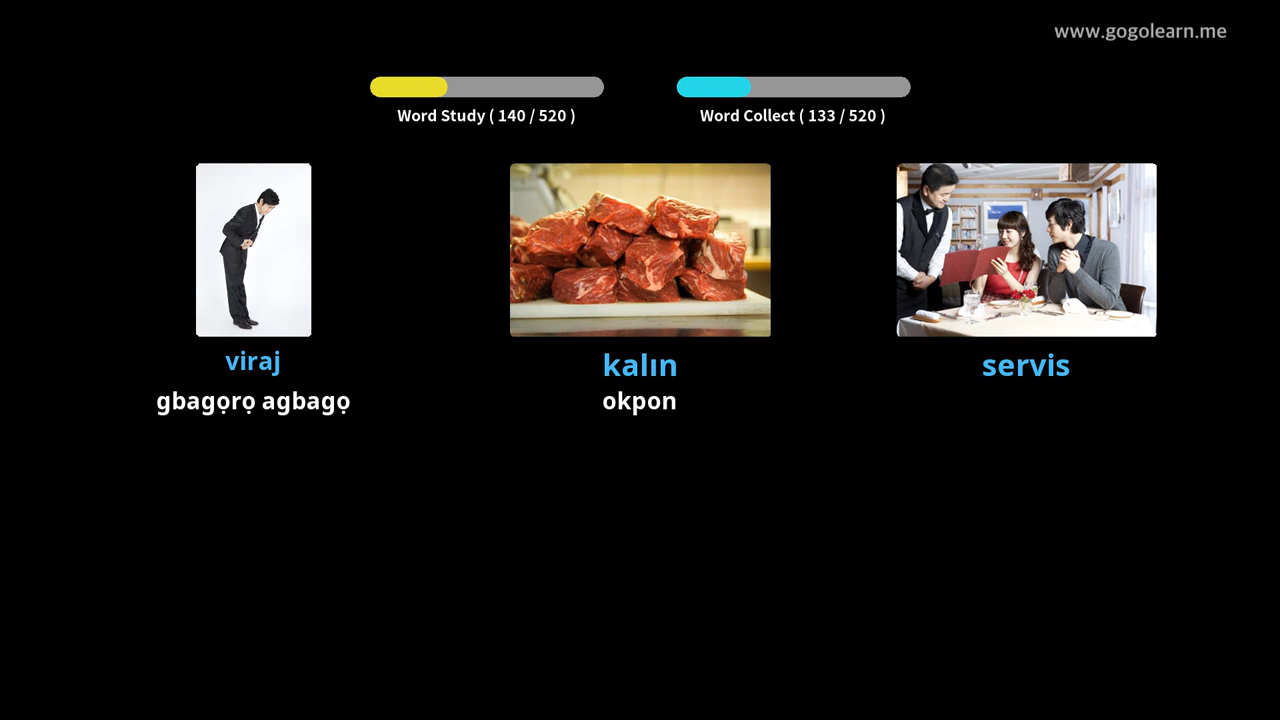 www.gogolearn.me
Word Study ( 140 / 520 )
Word Collect ( 133 / 520 )
viraj
gbagọrọ agbagọ
kalın
okpon
servis